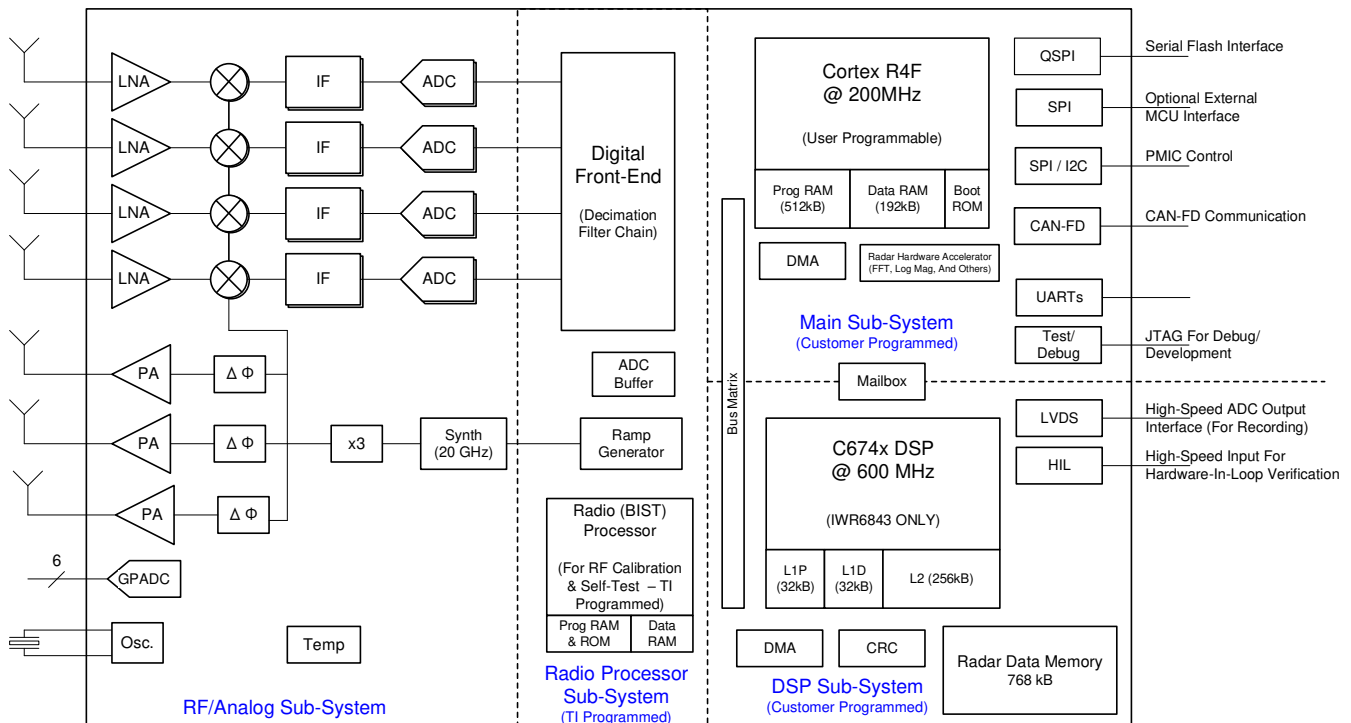 LNA
IF
ADC
LNA
IF
ADC
LNA
IF
ADC
LNA
IF
ADC
PA
Δ Φ
PA
Δ Φ
PA
Δ Φ
x3
Synth
(20 GHz)
6
GPADC
Osc.
Temp
RF/Analog Sub-System
Digital
Front-End
(Decimation
Filter Chain)
ADC
Buffer
Ramp
Generator
Radio (BIST)
Processor
(For RF Calibration
& Self-Test – TI
Programmed)
Prog RAM
& ROM
Data
RAM
Radio Processor
Sub-System
(TI Programmed)
Bus Matrix
Cortex R4F
@ 200MHz
(User Programmable)
Prog RAM
(512kB)
Data RAM
(192kB)
Boot
ROM
DMA
Radar Hardware Accelerator
(FFT, Log Mag, And Others)
Main Sub-System
(Customer Programmed)
Mailbox
C674x DSP
@ 600 MHz
(IWR6843 ONLY)
L1P
(32kB)
L1D
(32kB)
L2 (256kB)
DMA
CRC
DSP Sub-System
(Customer Programmed)
Radar Data Memory
768 kB
QSPI
Serial Flash Interface
SPI
Optional External
MCU Interface
SPI / I2C
PMIC Control
CAN-FD
CAN-FD Communication
UARTs
Test/
Debug
JTAG For Debug/
Development
LVDS
High-Speed ADC Output
Interface (For Recording)
HIL
High-Speed Input For
Hardware-In-Loop Verification